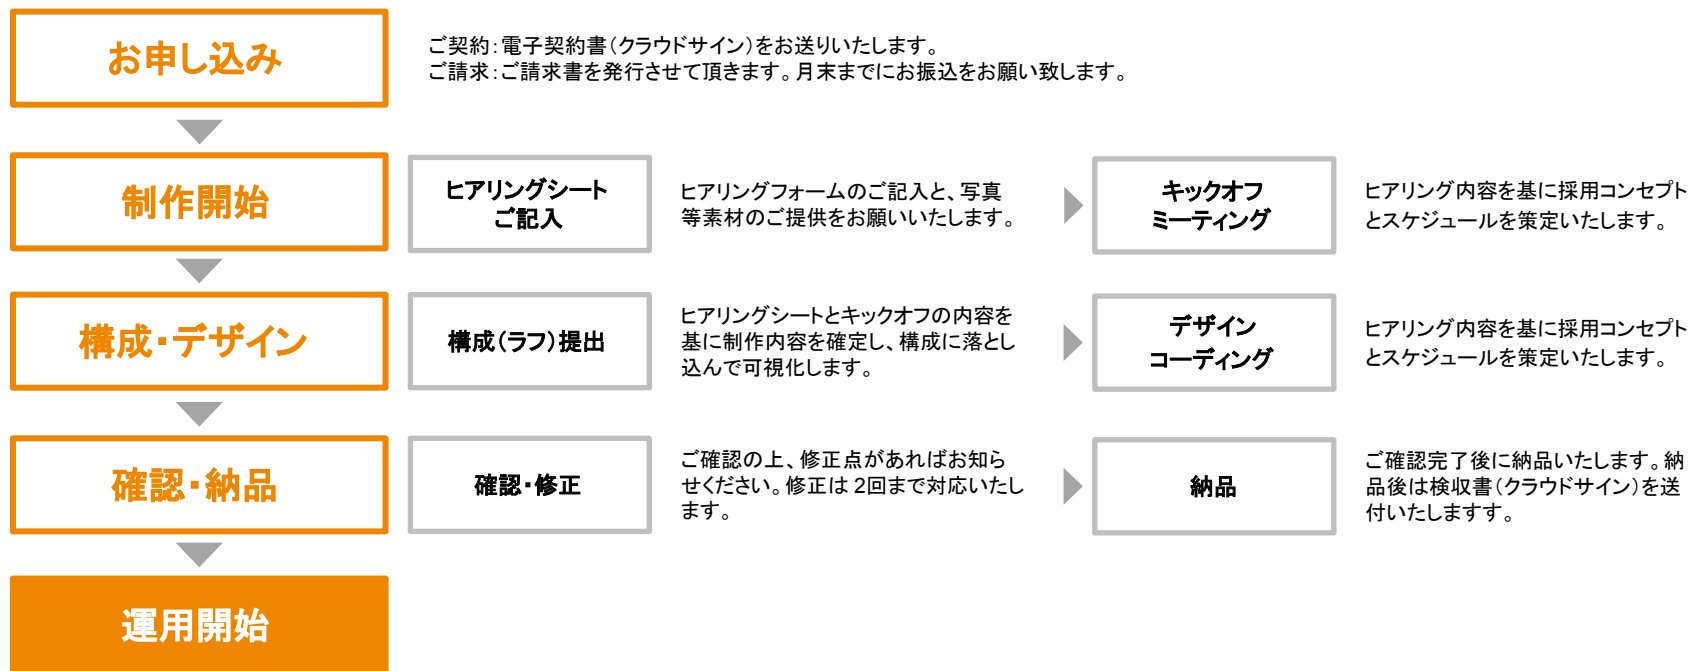 お申し込み
ご契約：電子契約書（クラウドサイン）をお送りいたします。
ご請求：ご請求書を発行させて頂きます。月末までにお振込をお願い致します。
制作開始
ヒアリングシート
ご記入
ヒアリングフォームのご記入と、写真
等素材のご提供をお願いいたします。
キックオフ
ミーティング
ヒアリング内容を基に採用コンセプト
とスケジュールを策定いたします。
構成・デザイン
構成（ラフ）提出
ヒアリングシートとキックオフの内容を
基に制作内容を確定し、構成に落とし
込んで可視化します。
デザイン
コーディング
ヒアリング内容を基に採用コンセプト
とスケジュールを策定いたします。
確認・納品
確認・修正
ご確認の上、修正点があればお知ら
せください。修正は2回まで対応いたし
ます。
納品
ご確認完了後に納品いたします。納
品後は検収書（クラウドサイン）を送
付いたしますす。
運用開始